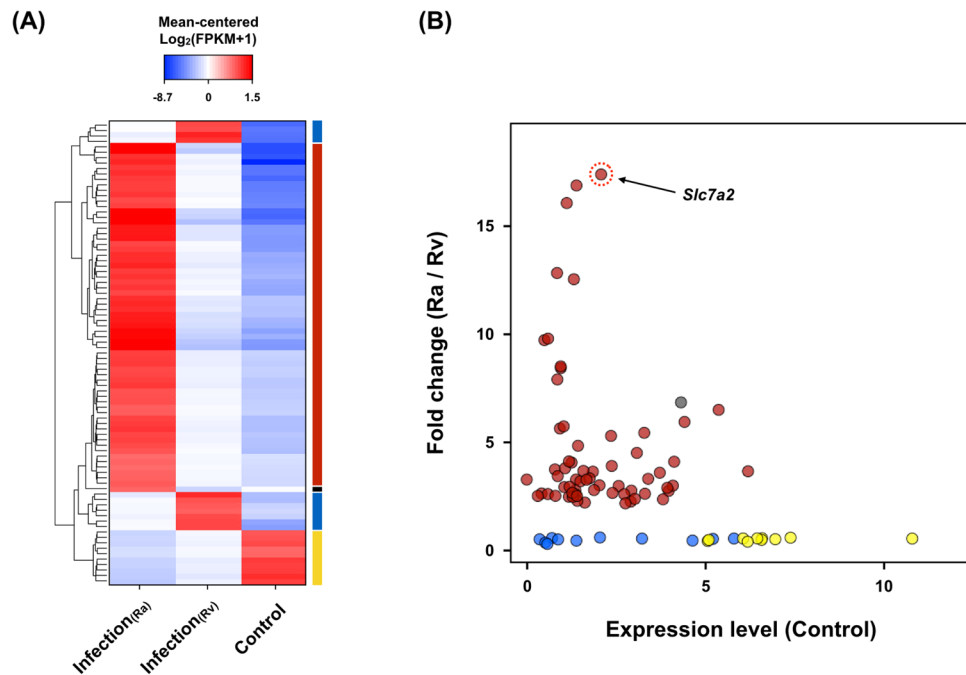 (A)
Mean-centered
Log₂(FPKM+1)
-8.7 0 1.5
Infection(Ra)
Infection(Rv)
Control
(B)
Fold change (Ra / Rv)
15
10
5
0
Slc7a2
0 5 10
Expression level (Control)